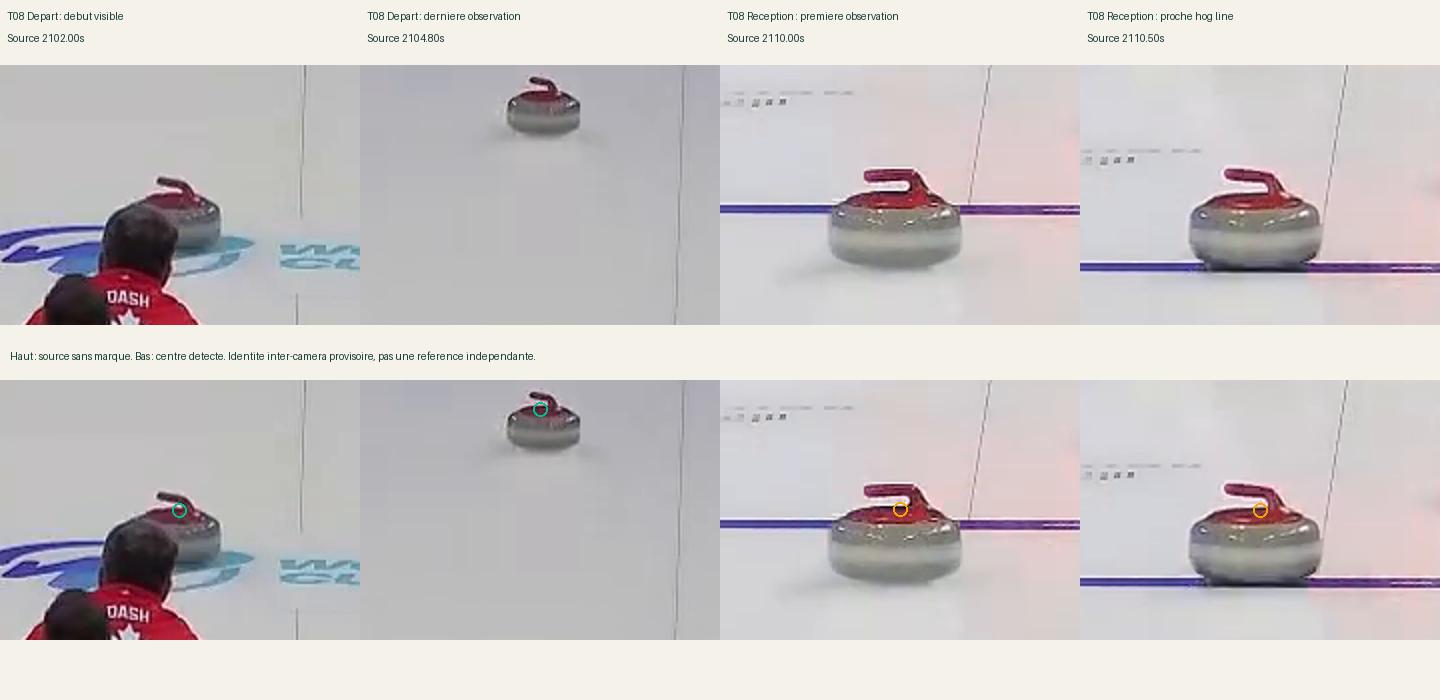 T08 Depart : debut visible
Source 2102.00s
T08 Depart : derniere observation
Source 2104.80s
T08 Reception : premiere observation
Source 2110.00s
T08 Reception : proche hog line
Source 2110.50s
DASH
Haut : source sans marque. Bas : centre detecte. Identite inter-camera provisoire, pas une reference independante.
DASH